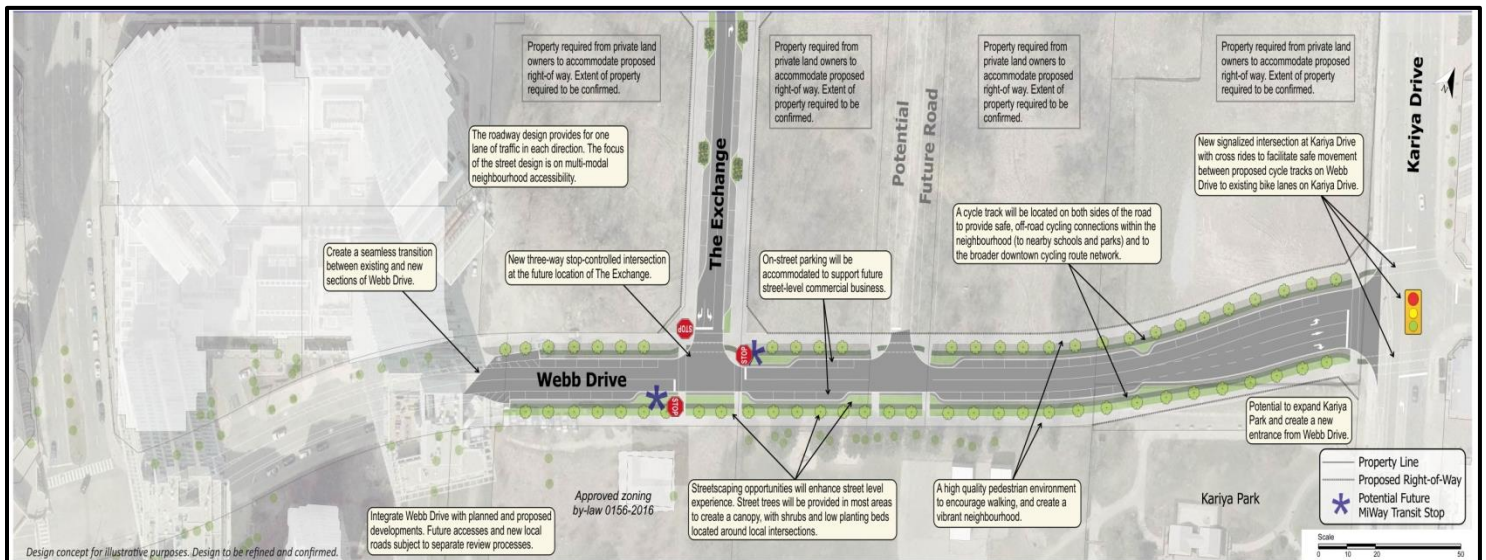 Property required from private land
owners to accommodate proposed
right-of way. Extent of property
required to be confirmed.
Property required from
private land owners to
accommodate proposed
right-of way. Extent of
property required to be
confirmed.
Property required from
private land owners to
accommodate proposed
right-of way. Extent of
property required to be
confirmed.
Property required from private land
owners to accommodate proposed
right-of way. Extent of property
required to be confirmed.
Kariya Drive
N
The roadway design provides for one
lane of traffic in each direction. The focus
of the street design is on multi-modal
neighbourhood accessibility.
The Exchange
Potential
Future Road
New signalized intersection at Kariya Drive
with cross rides to facilitate safe movement
between proposed cycle tracks on Webb
Drive to existing bike lanes on Kariya Drive.
Create a seamless transition
between existing and new
sections of Webb Drive.
New three-way stop-controlled intersection
at the future location of The Exchange.
On-street parking will be
accommodated to support future
street-level commercial business.
A cycle track will be located on both sides of the road
to provide safe, off-road cycling connections within the
neighbourhood (to nearby schools and parks) and to
the broader downtown cycling route network.
STOP
STOP
Webb Drive
STOP
Integrate Webb Drive with planned and proposed
developments. Future accesses and new local
roads subject to separate review processes.
Approved zoning
by-law 0156-2016
Streetscaping opportunities will enhance street level
experience. Street trees will be provided in most areas
to create a canopy, with shrubs and low planting beds
located around local intersections.
A high quality pedestrian environment
to encourage walking, and create a
vibrant neighbourhood.
Potential to expand Kariya
Park and create a new
entrance from Webb Drive.
Kariya Park
Property Line
Proposed Right-of-Way
Potential Future
MiWay Transit Stop
Scale
0 10 20 50
Design concept for illustrative purposes. Design to be refined and confirmed.